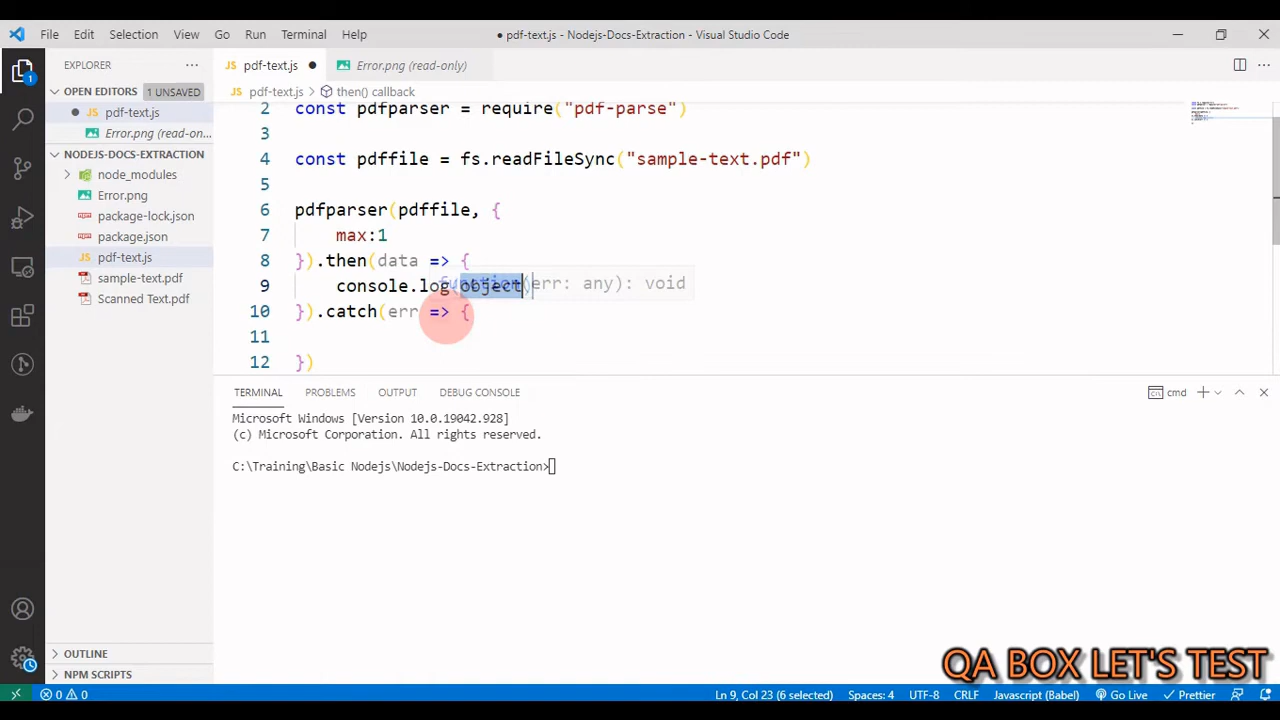 File Edit Selection View Go Run Terminal Help
● pdf-text.js - Nodejs-Docs-Extraction - Visual Studio Code
EXPLORER
JS pdf-text.js
Error.png (read-only)
JS pdf-text.js > then() callback
OPEN EDITORS 1 UNSAVED
JS pdf-text.js
Error.png (read-on...
NODEJS-DOCS-EXTRACTION
node_modules
Error.png
package-lock.json
package.json
JS pdf-text.js
sample-text.pdf
Scanned Text.pdf
OUTLINE
NPM SCRIPTS
2 const pdfparser = require("pdf-parse")
3
4 const pdffile = fs.readFileSync("sample-text.pdf")
5
6 pdfparser(pdffile, {
7 max:1
8 }).then(data => {
9 console.log(object)
function(err: any): void
10 }).catch(err => {
11
12 })
TERMINAL PROBLEMS OUTPUT DEBUG CONSOLE
cmd
Microsoft Windows [Version 10.0.19042.928]
(c) Microsoft Corporation. All rights reserved.
C:\Training\Basic Nodejs\Nodejs-Docs-Extraction>
QA BOX LET'S TEST
0 0 Ln 9, Col 23 (6 selected) Spaces: 4 UTF-8 CRLF Javascript (Babel) Go Live Prettier